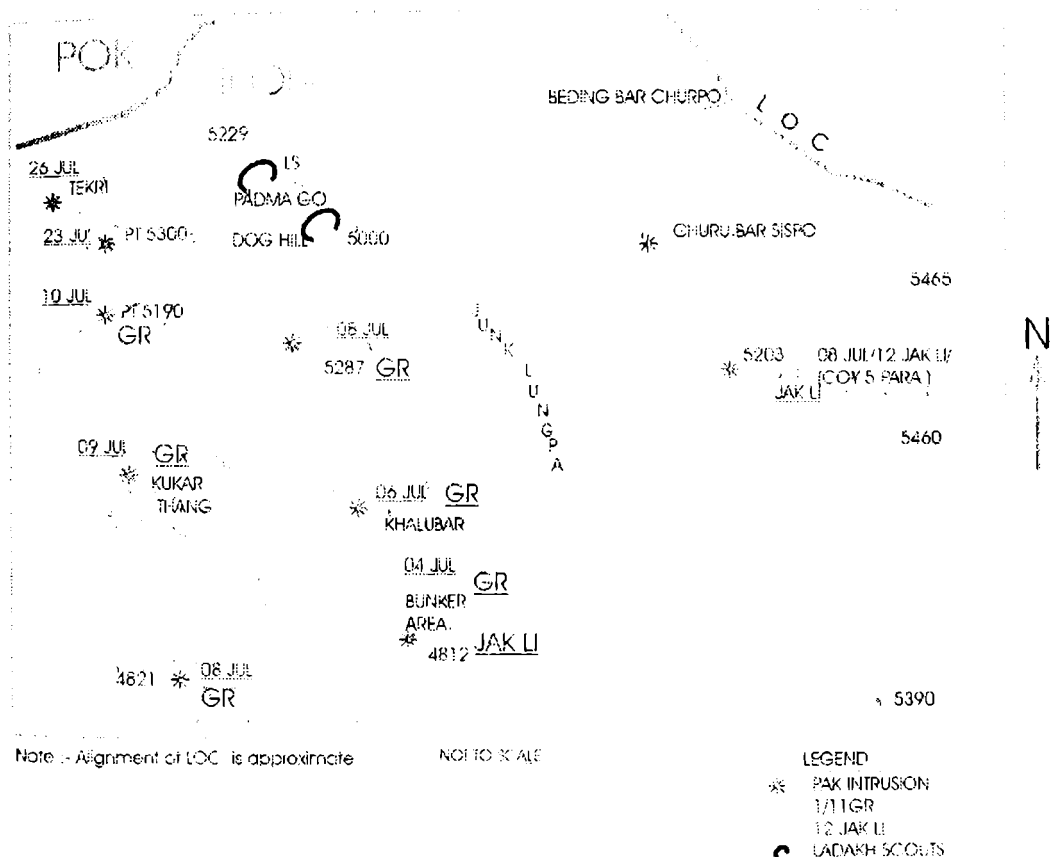 POK
BEDING BAR CHURPO
LOC
5229
LS
26 JUL
TEKRI
PADMA GO
23 JU
PT 5300
DOG HILL
5000
CHURU.BAR SISPO
5465
10 JUL
PT 5190
GR
08 JUL
5287 GR
JUNK LUNGPA
N
5203
08 JUL/12 JAK LI/
(COY 5 PARA)
JAK LI
5460
09 JUL
GR
KUKAR
THANG
06 JUL GR
KHALUBAR
04 JUL
GR
BUNKER
AREA.
4812 JAK LI
4821
08 JUL
GR
5390
Note :- Alignment of LOC is approximate
NOT TO SCALE
LEGEND
PAK INTRUSION
1/11GR
12 JAK LI
LADAKH SCOUTS